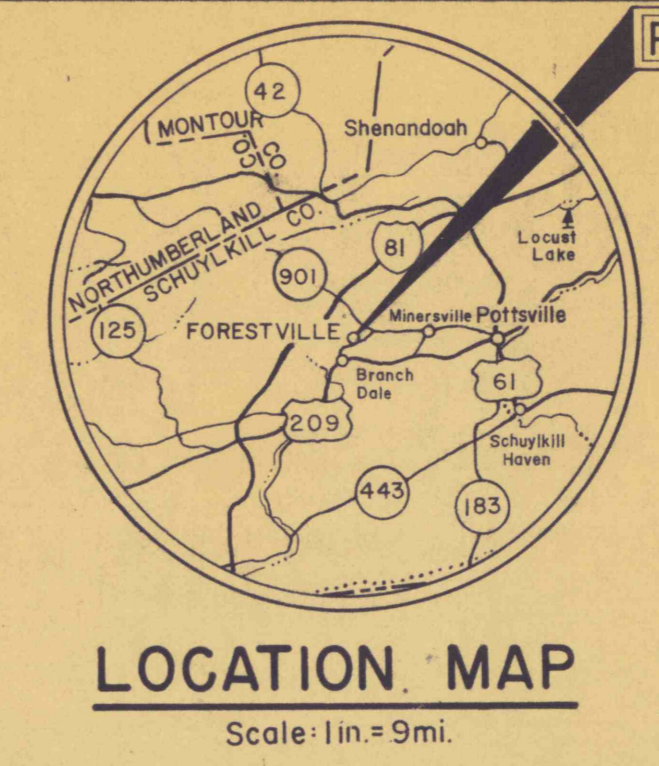 42
MONTOUR
CO.
CO.
Shenandoah
NORTHUMBERLAND
SCHUYLKILL CO.
81
Locust
Lake
901
125
FORESTVILLE
Minersville
Pottsville
Branch
Dale
61
209
Schuylkill
Haven
443
183
LOCATION MAP
Scale: 1 in. = 9 mi.